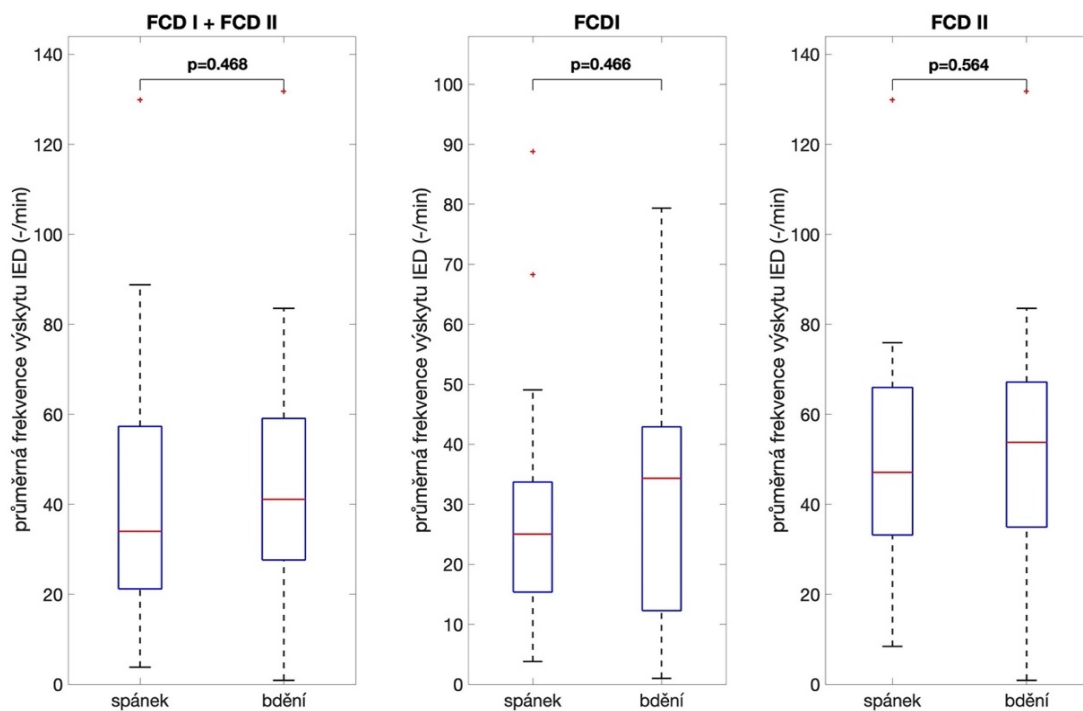 FCD I + FCD II
p=0.468
průměrná frekvence výskytu IED (-/min)
140
120
100
80
60
40
20
0
spánek
bdění
FCDI
p=0.466
průměrná frekvence výskytu IED (-/min)
100
90
80
70
60
50
40
30
20
10
0
spánek
bdění
FCD II
p=0.564
průměrná frekvence výskytu IED (-/min)
140
120
100
80
60
40
20
0
spánek
bdění